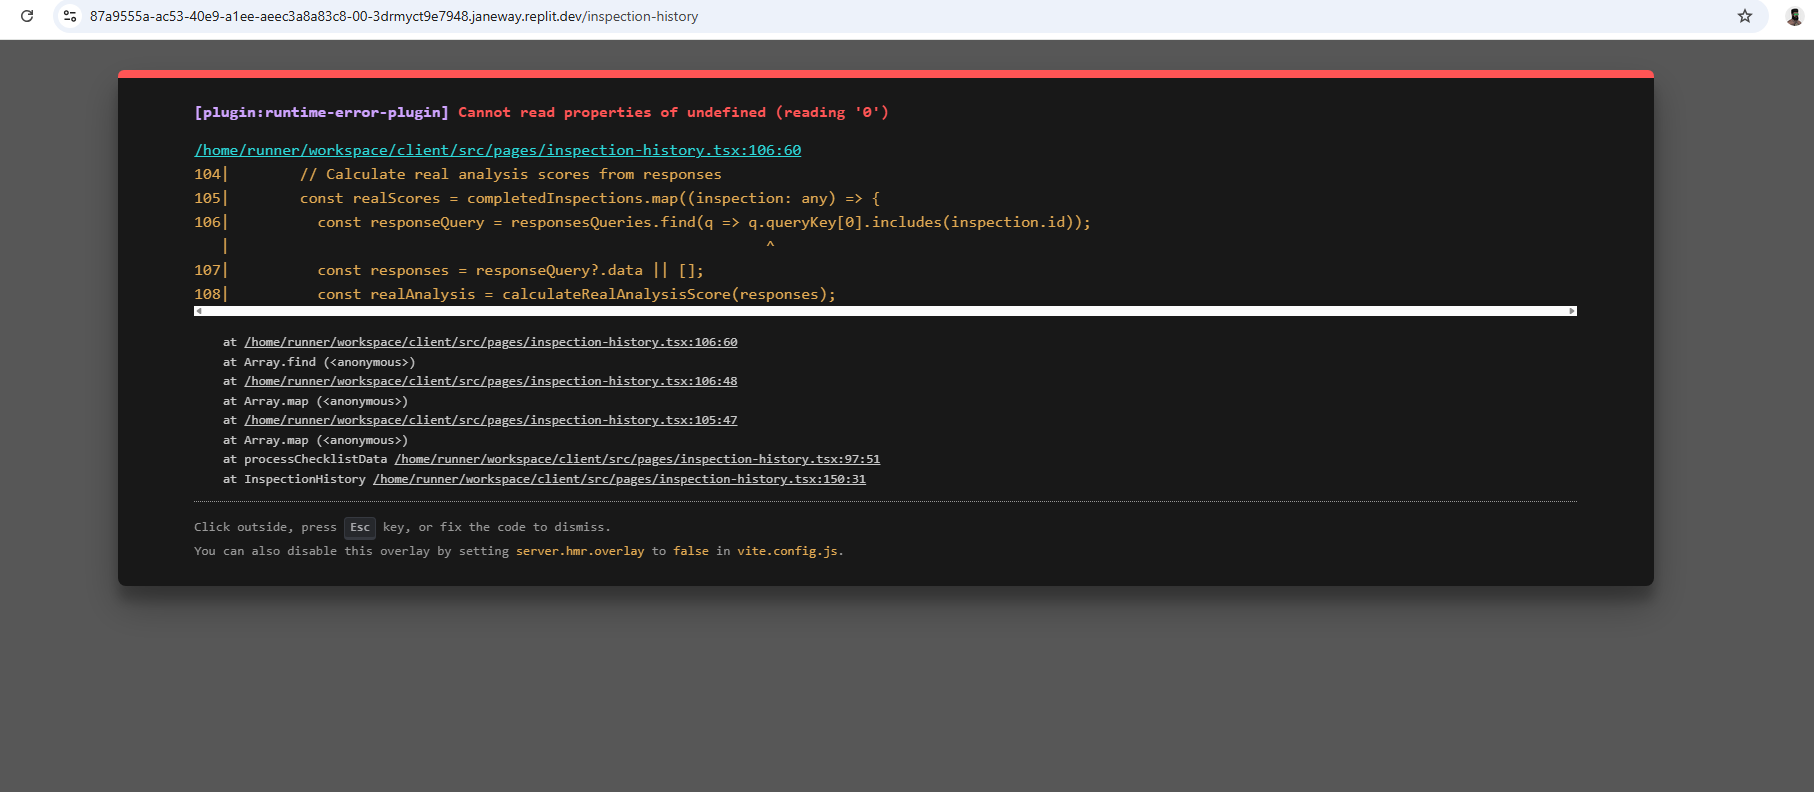 87a9555a-ac53-40e9-a1ee-aeec3a8a83c8-00-3drmyct9e7948.janeway.replit.dev/inspection-history
[plugin:runtime-error-plugin] Cannot read properties of undefined (reading '0')
/home/runner/workspace/client/src/pages/inspection-history.tsx:106:60
104|        // Calculate real analysis scores from responses
105|        const realScores = completedInspections.map((inspection: any) => {
106|          const responseQuery = responsesQueries.find(q => q.queryKey[0].includes(inspection.id));
   |                                                             ^
107|          const responses = responseQuery?.data || [];
108|          const realAnalysis = calculateRealAnalysisScore(responses);
at /home/runner/workspace/client/src/pages/inspection-history.tsx:106:60
at Array.find (<anonymous>)
at /home/runner/workspace/client/src/pages/inspection-history.tsx:106:48
at Array.map (<anonymous>)
at /home/runner/workspace/client/src/pages/inspection-history.tsx:105:47
at Array.map (<anonymous>)
at processChecklistData /home/runner/workspace/client/src/pages/inspection-history.tsx:97:51
at InspectionHistory /home/runner/workspace/client/src/pages/inspection-history.tsx:150:31
Click outside, press Esc key, or fix the code to dismiss.
You can also disable this overlay by setting server.hmr.overlay to false in vite.config.js.